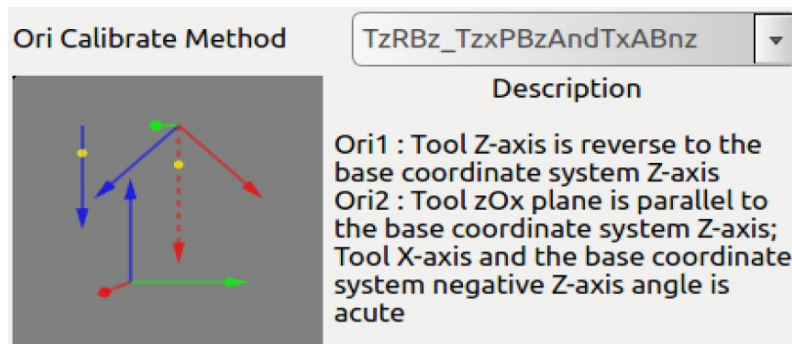 Ori Calibrate Method
TzRBz_TzxPBzAndTxABnz
Description
Ori1 : Tool Z-axis is reverse to the
base coordinate system Z-axis
Ori2 : Tool zOx plane is parallel to
the base coordinate system Z-axis;
Tool X-axis and the base coordinate
system negative Z-axis angle is
acute